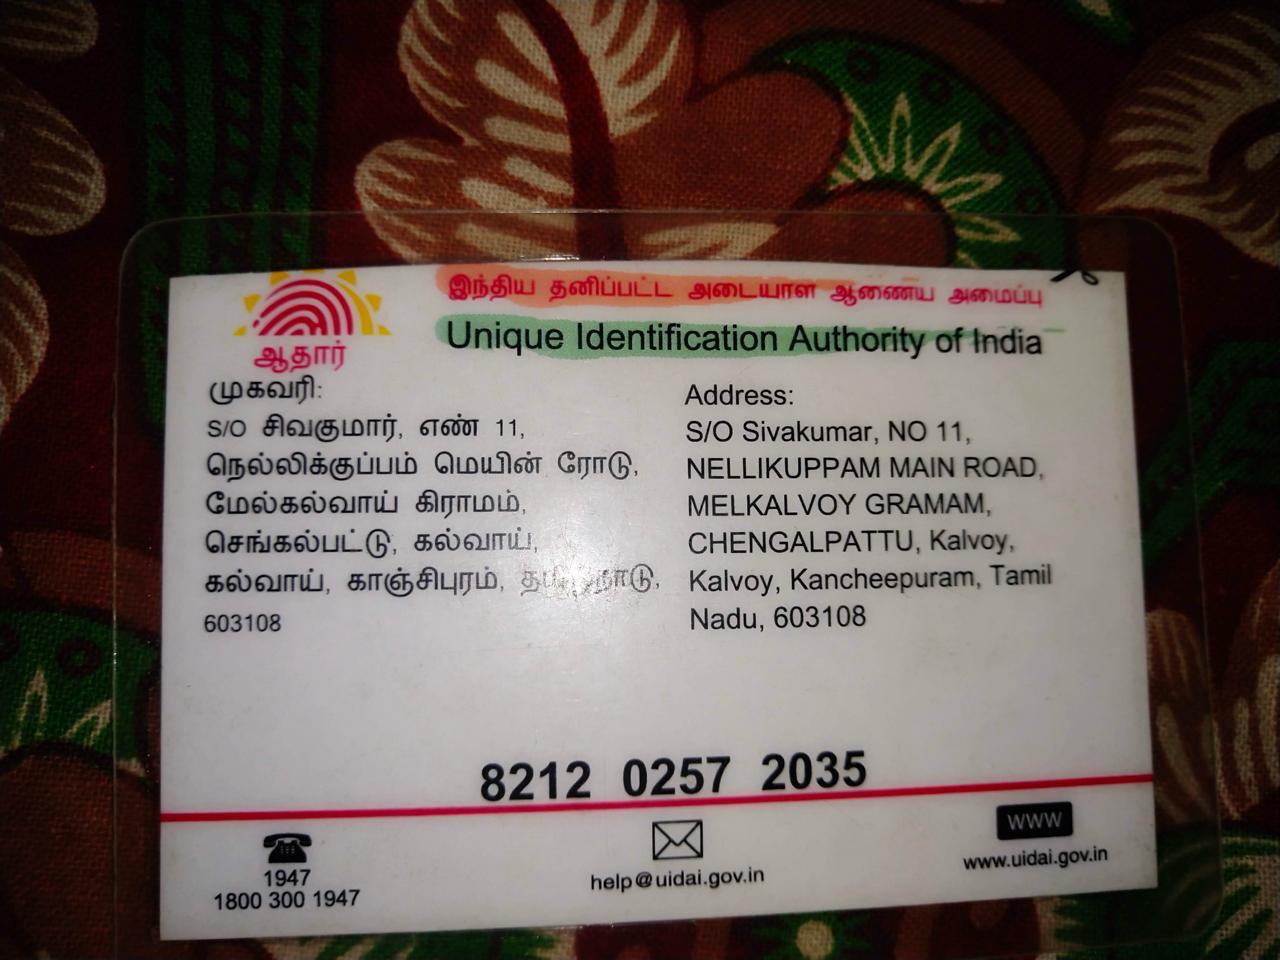 இந்திய தனிப்பட்ட அடையாள ஆணைய அமைப்பு
Unique Identification Authority of India
ஆதார்
முகவரி:
S/O சிவகுமார், எண் 11,
நெல்லிக்குப்பம் மெயின் ரோடு,
மேல்கல்வாய் கிராமம்,
செங்கல்பட்டு, கல்வாய்,
கல்வாய், காஞ்சிபுரம்,
603108
Address:
S/O Sivakumar, NO 11,
NELLIKUPPAM MAIN ROAD,
MELKALVOY GRAMAM,
CHENGALPATTU, Kalvoy,
Kalvoy, Kancheepuram, Tamil
Nadu, 603108
8212 0257 2035
1947
1800 300 1947
help@uidai.gov.in
WWW
www.uidai.gov.in